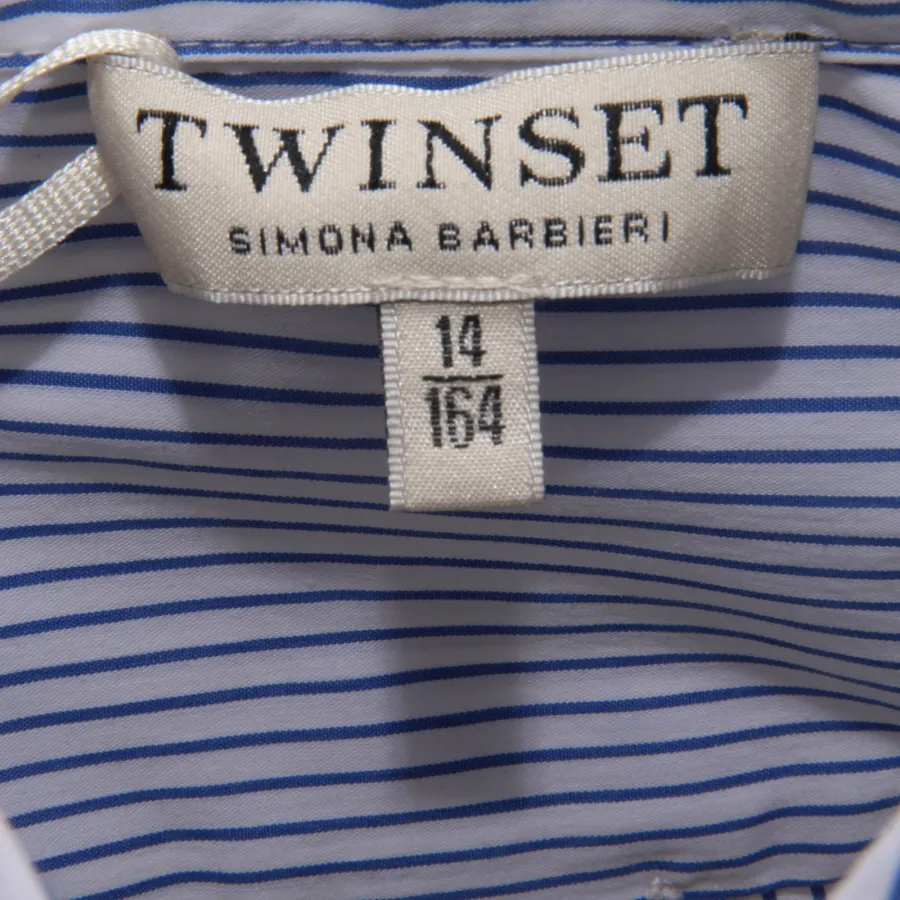 TWINSET
SIMONA BARBIERI
14
164